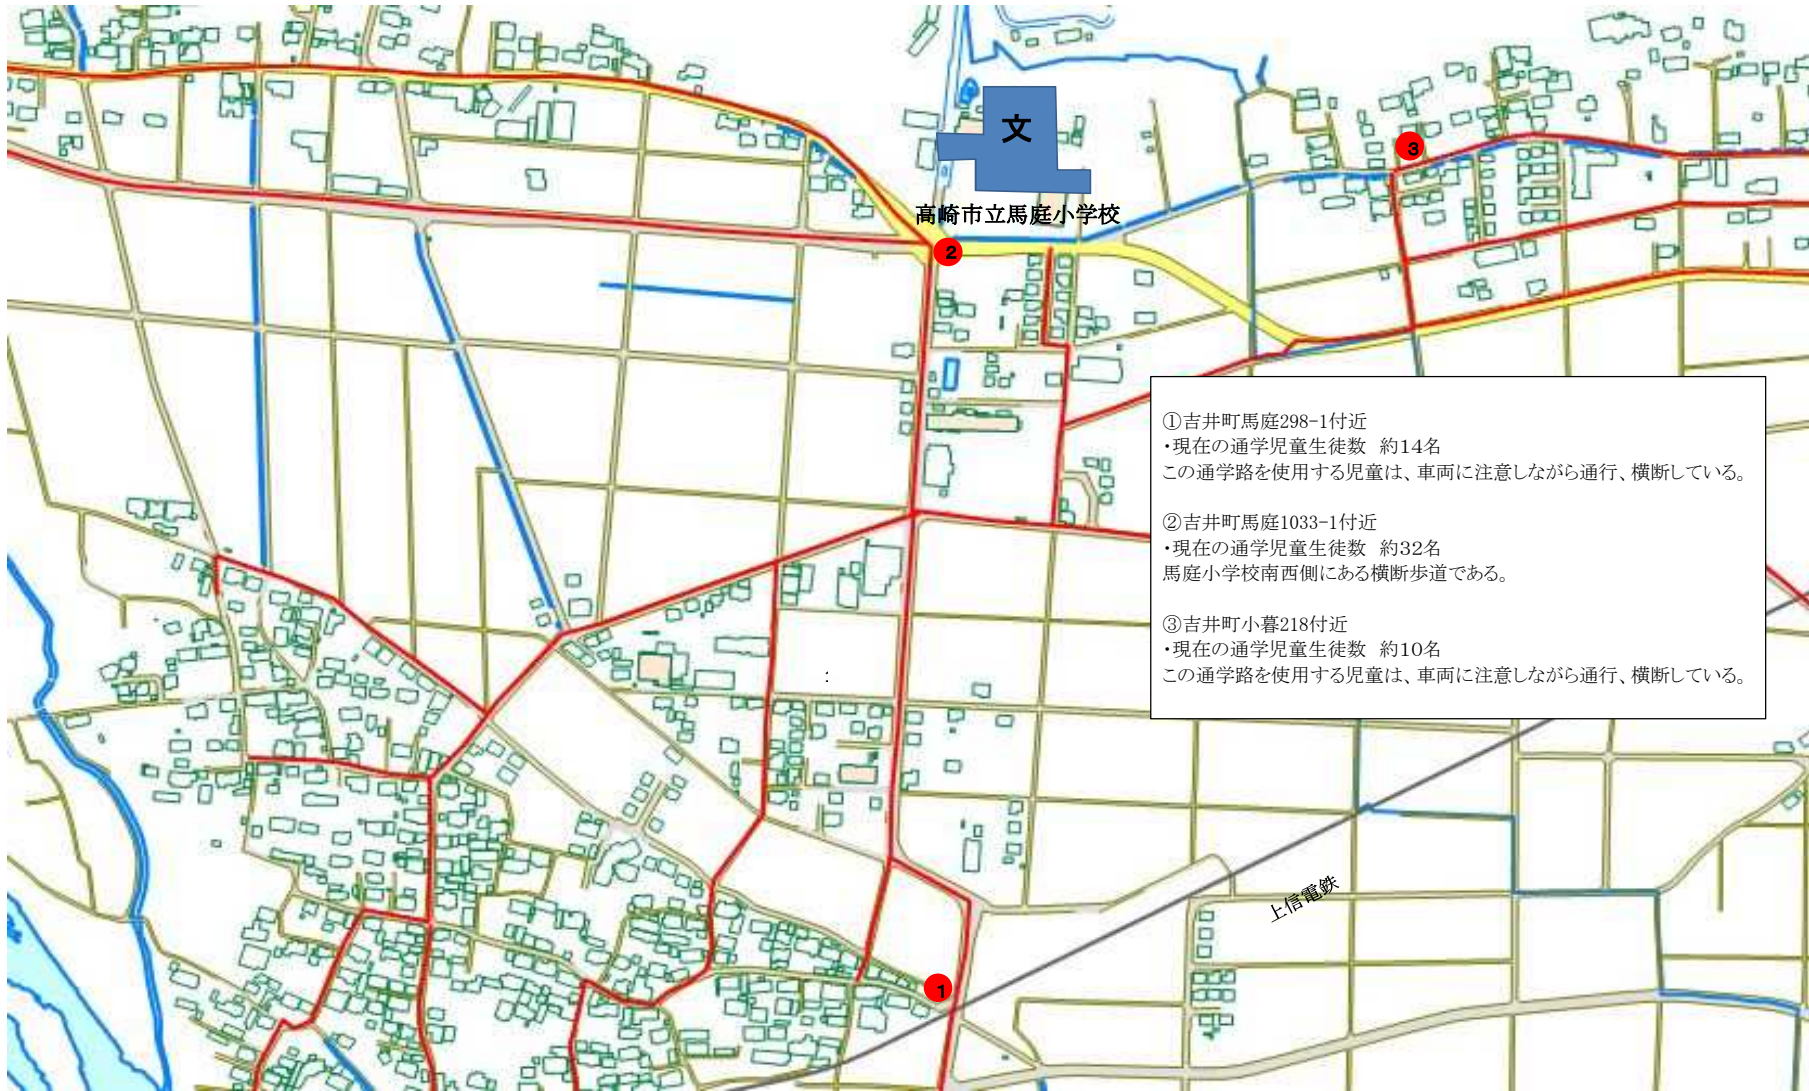 文
高崎市立馬庭小学校
3
2
①吉井町馬庭298-1付近
・現在の通学児童生徒数 約14名
この通学路を使用する児童は、車両に注意しながら通行、横断している。
②吉井町馬庭1033-1付近
・現在の通学児童生徒数 約32名
馬庭小学校南西側にある横断歩道である。
③吉井町小暮218付近
・現在の通学児童生徒数 約10名
この通学路を使用する児童は、車両に注意しながら通行、横断している。
:
上信電鉄
1